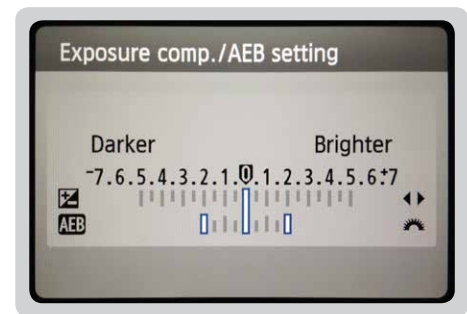 Exposure comp./AEB setting
Darker Brighter
-7.6.5.4.3.2.1.0.1.2.3.4.5.6.+7
AEB